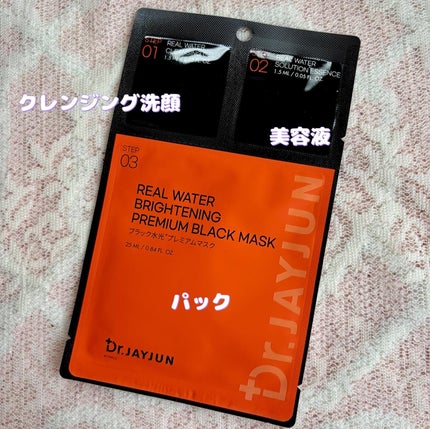 01
REAL WATER
02
REAL WATER
SOLUTION ESSENCE
1.5 ML / 0.05 FL. OZ
クレンジング洗顔
美容液
STEP
03
REAL WATER
BRIGHTENING
PREMIUM BLACK MASK
ブラック水光プレミアムマスク
25 ML / 0.84 FL. OZ
パック
Dr.JAYJUN
Dr.JAYJUN